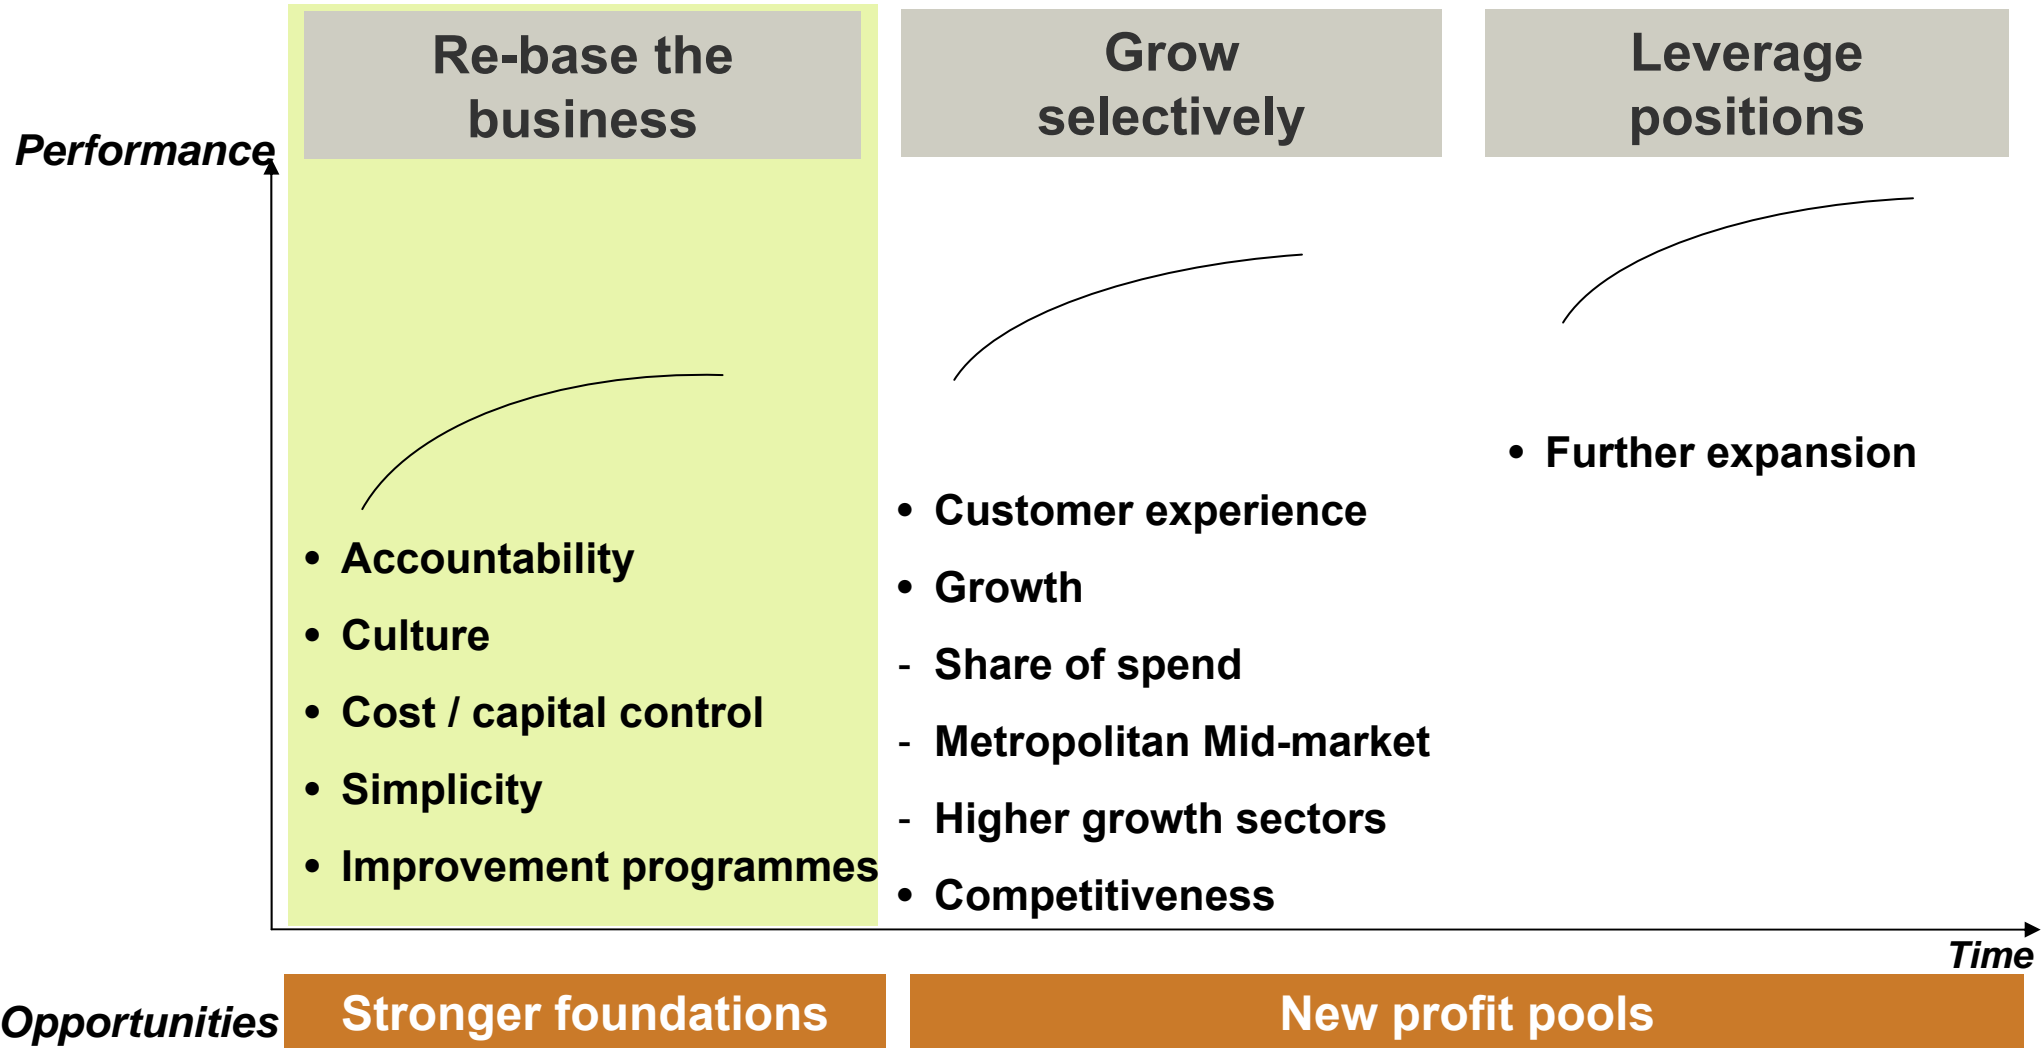 Re-base the
business
Grow
selectively
Leverage
positions
Performance
• Accountability
• Culture
• Cost / capital control
• Simplicity
• Improvement programmes
• Customer experience
• Growth
- Share of spend
- Metropolitan Mid-market
- Higher growth sectors
• Competitiveness
• Further expansion
Time
Opportunities
Stronger foundations
New profit pools